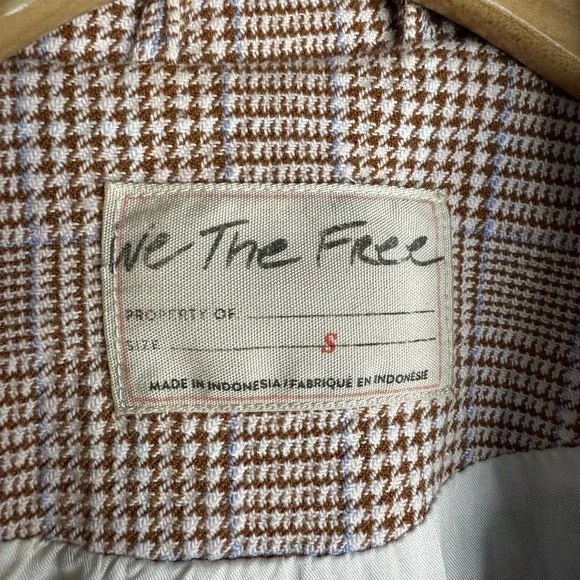 We The Free
PROPERTY OF
SIZE S
MADE IN INDONESIA/FABRIQUÉ EN INDONÉSIE